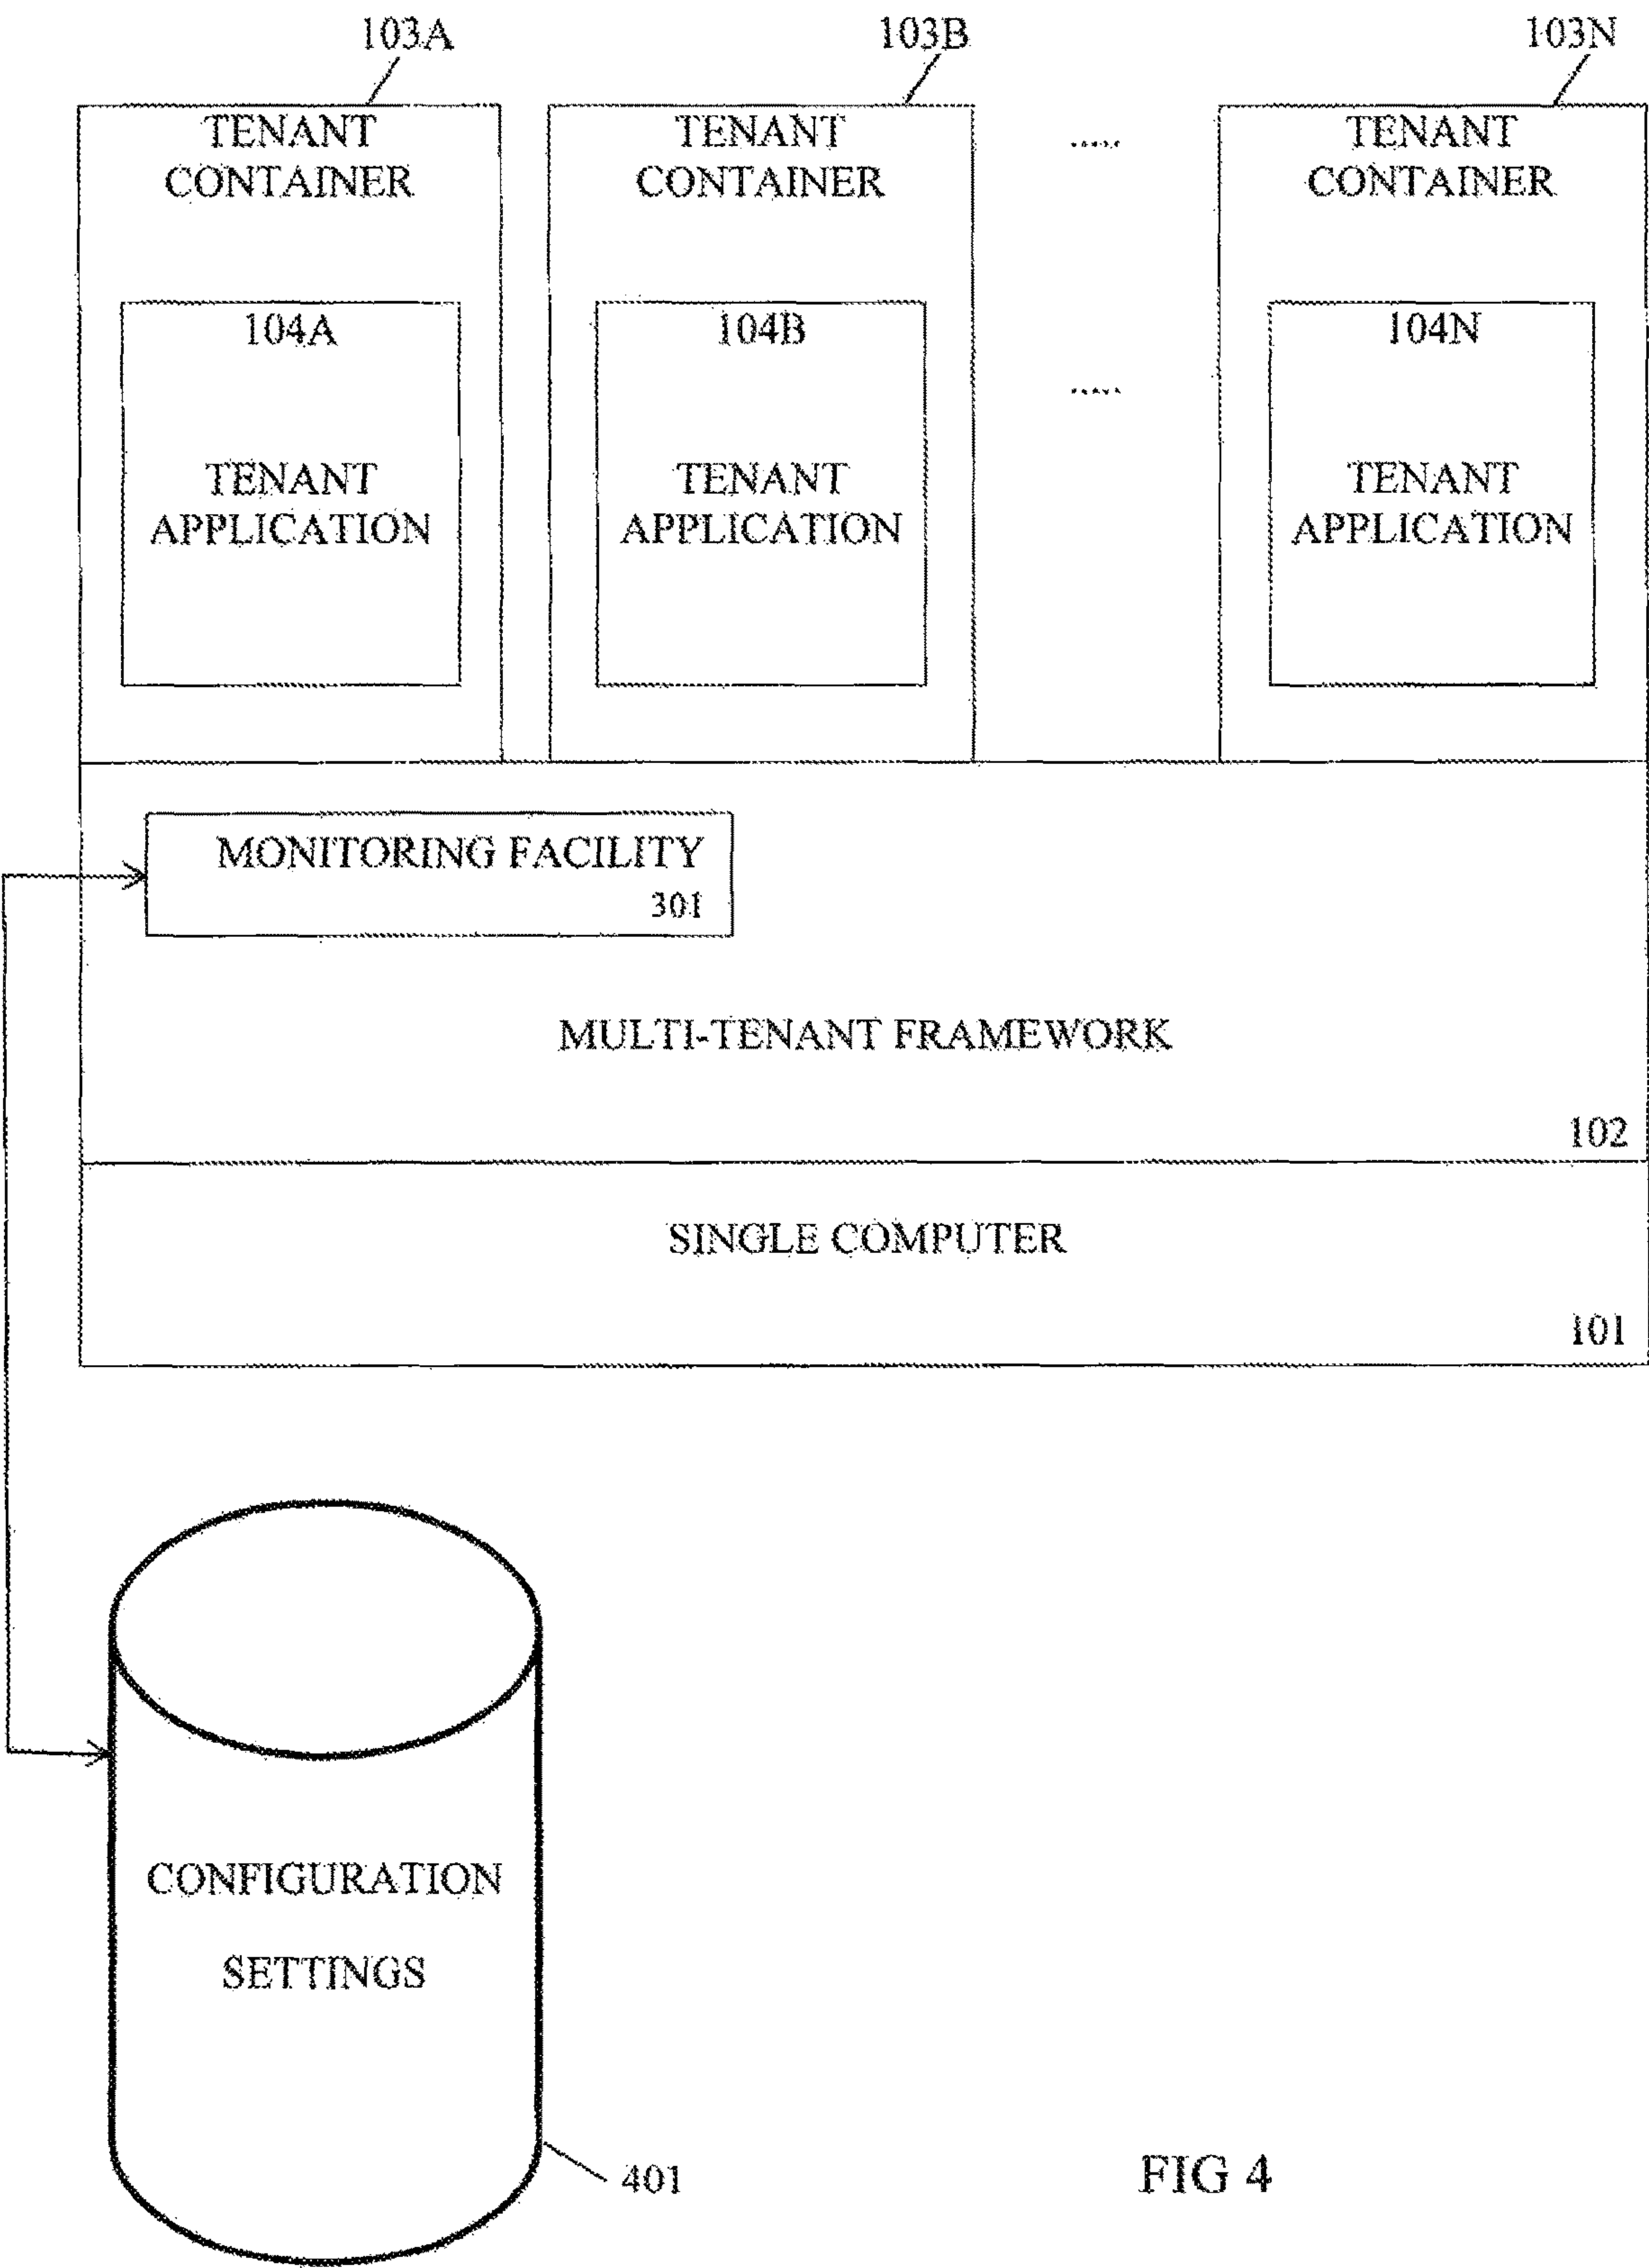 103A
103B
103N
TENANT
CONTAINER
TENANT
CONTAINER
.....
TENANT
CONTAINER
104A
TENANT
APPLICATION
104B
TENANT
APPLICATION
.....
104N
TENANT
APPLICATION
MONITORING FACILITY
301
MULTI-TENANT FRAMEWORK
102
SINGLE COMPUTER
101
CONFIGURATION
SETTINGS
401
FIG 4